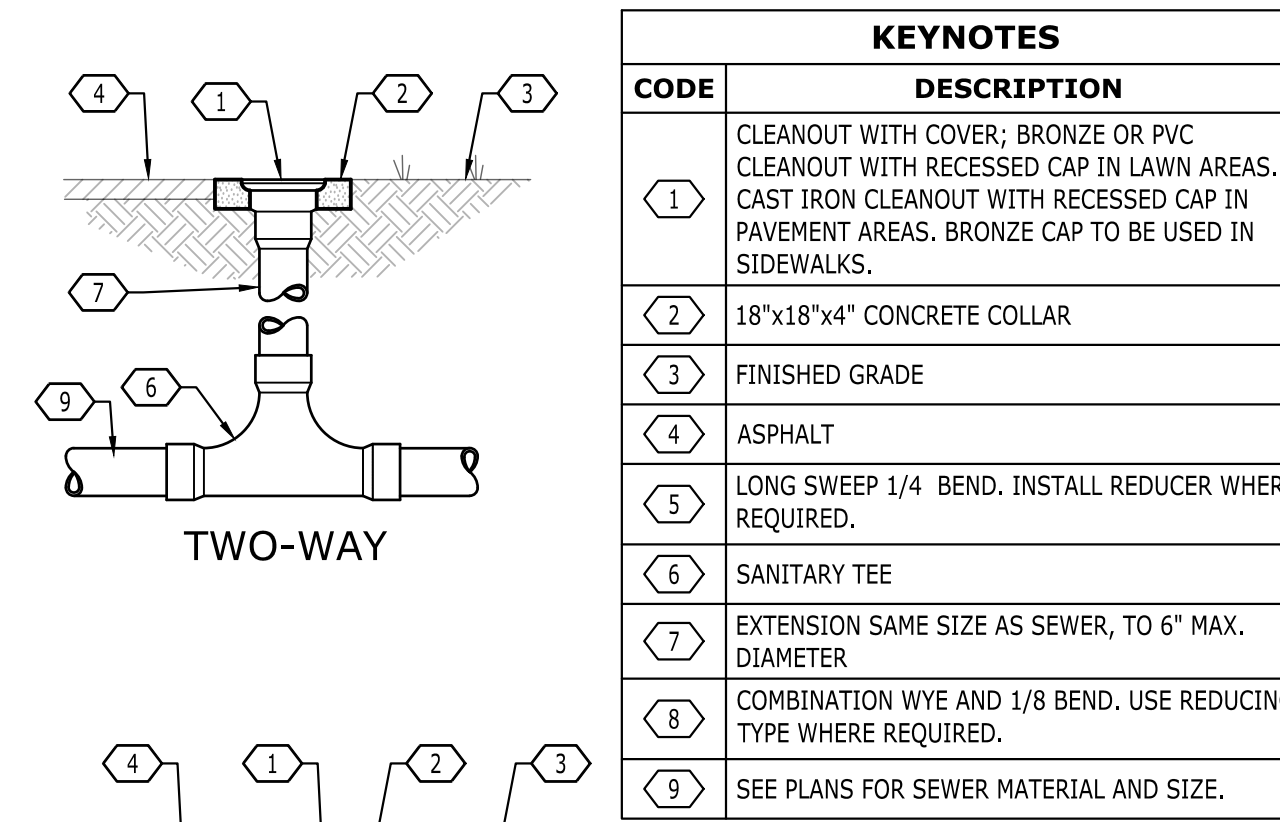 4
1
2
3
7
6
9
TWO-WAY
4
1
2
3
KEYNOTES
CODE DESCRIPTION
1 CLEANOUT WITH COVER; BRONZE OR PVC
CLEANOUT WITH RECESSED CAP IN LAWN AREAS.
CAST IRON CLEANOUT WITH RECESSED CAP IN
PAVEMENT AREAS. BRONZE CAP TO BE USED IN
SIDEWALKS.
2 18"x18"x4" CONCRETE COLLAR
3 FINISHED GRADE
4 ASPHALT
5 LONG SWEEP 1/4 BEND. INSTALL REDUCER WHER
REQUIRED.
6 SANITARY TEE
7 EXTENSION SAME SIZE AS SEWER, TO 6" MAX.
DIAMETER
8 COMBINATION WYE AND 1/8 BEND. USE REDUCIN
TYPE WHERE REQUIRED.
9 SEE PLANS FOR SEWER MATERIAL AND SIZE.